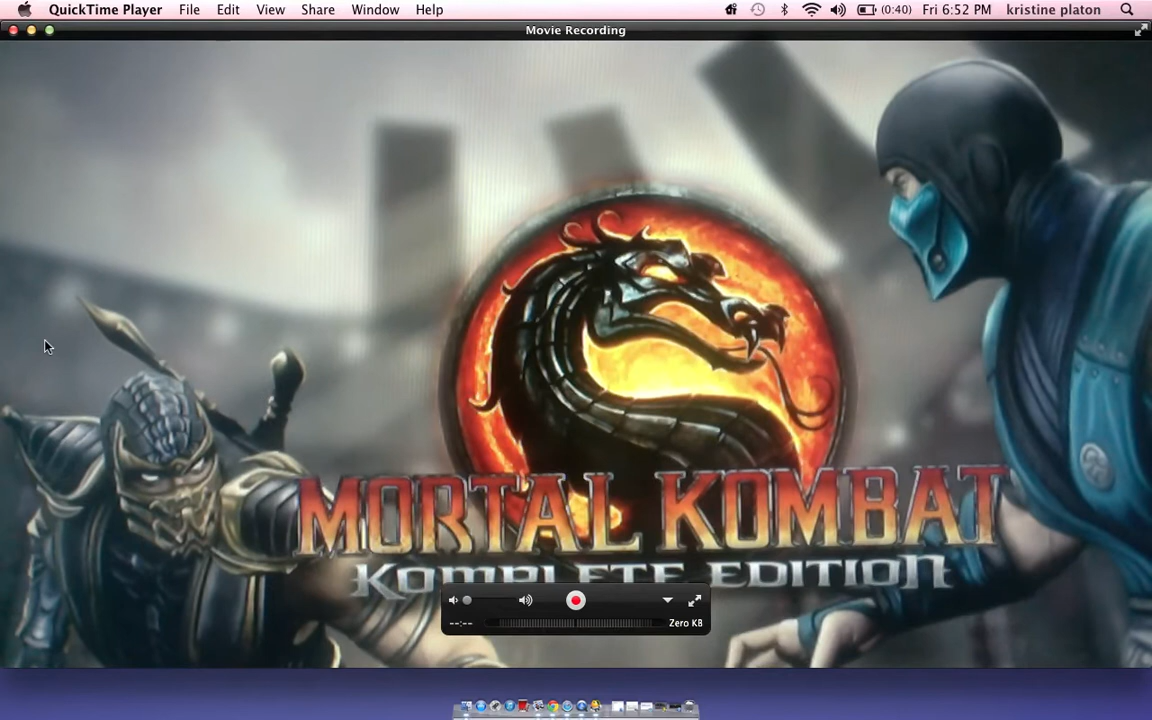 QuickTime Player File Edit View Share Window Help (0:40) Fri 6:52 PM kristine platon
Movie Recording
MORTAL KOMBAT
KOMPLETE EDITION
--:-- Zero KB